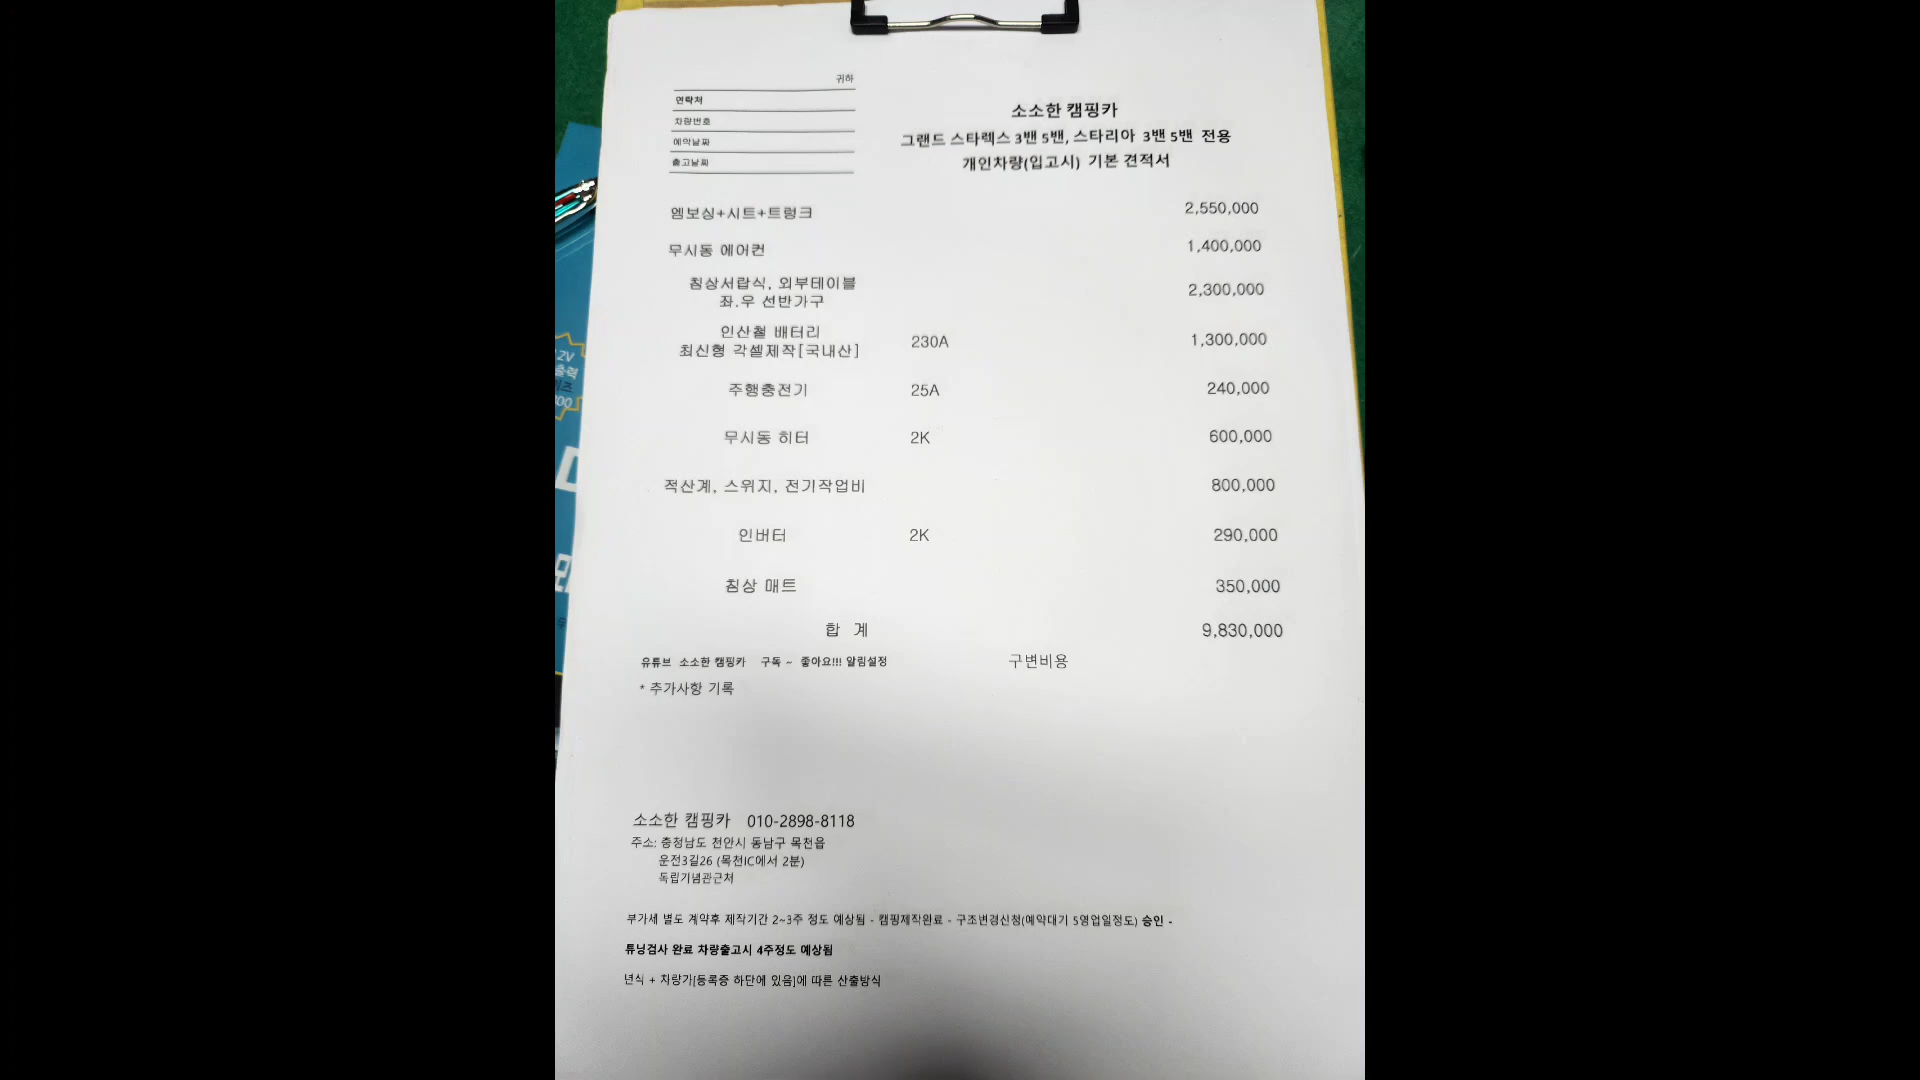 귀하
연락처
차량번호
예약날짜
출고날짜
소소한 캠핑카
그랜드 스타렉스 3밴 5밴, 스타리아 3밴 5밴 전용
개인차량(입고시) 기본 견적서
엠보싱+시트+트렁크 2,550,000
무시동 에어컨 1,400,000
침상서랍식, 외부테이블
좌.우 선반가구 2,300,000
인산철 배터리
최신형 각셀제작[국내산] 230A 1,300,000
주행충전기 25A 240,000
무시동 히터 2K 600,000
적산계, 스위지, 전기작업비 800,000
인버터 2K 290,000
침상 매트 350,000
합 계 9,830,000
유튜브 소소한 캠핑카 구독 ~ 좋아요!!! 알림설정 구변비용
* 추가사항 기록
소소한 캠핑카 010-2898-8118
주소: 충청남도 천안시 동남구 목천읍
운전3길26 (목천IC에서 2분)
독립기념관근처
부가세 별도 계약후 제작기간 2~3주 정도 예상됨 - 캠핑제작완료 - 구조변경신청(예약대기 5영업일정도) 승인 -
튜닝검사 완료 차량출고시 4주정도 예상됨
년식 + 차량가[등록증 하단에 있음]에 따른 산출방식
2V
출력